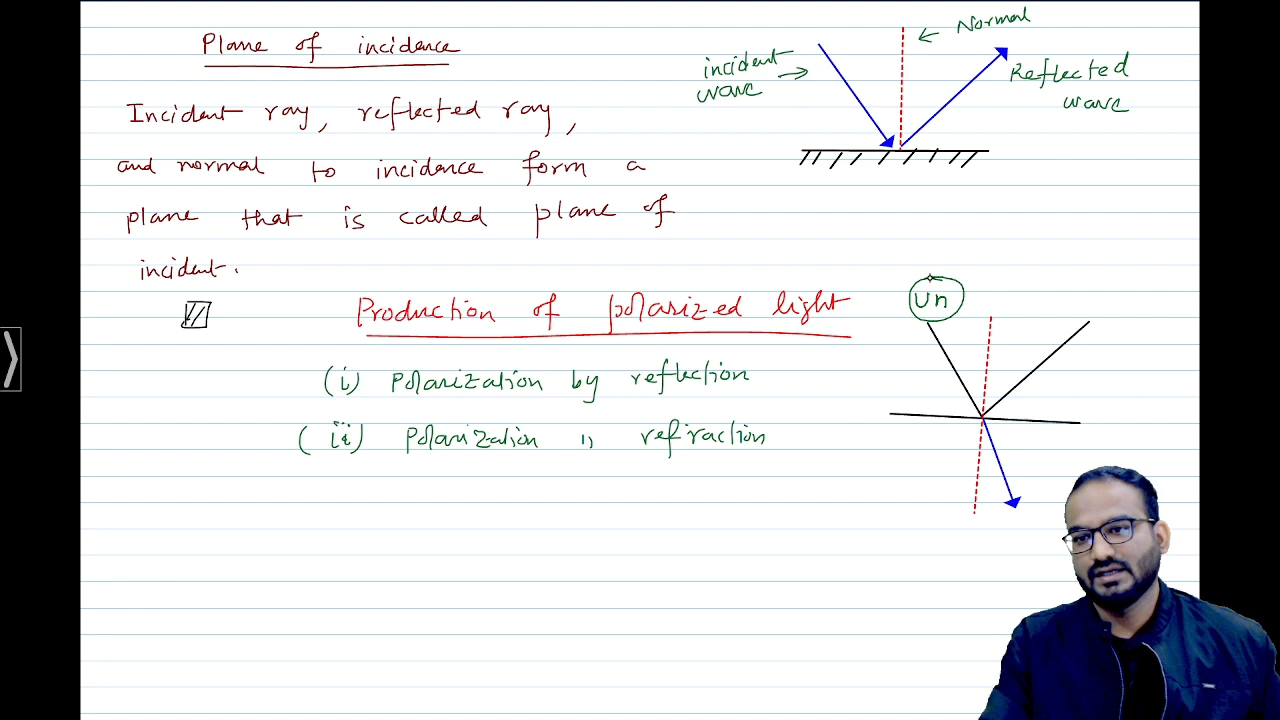 Plane of incidence
Incident ray, reflected ray,
and normal to incidence form a
plane that is called plane of
incident.
incident
wave
Normal
Reflected
wave
Production of polarized light
(i) Polarization by reflection
(ii) Polarization " refraction
Un